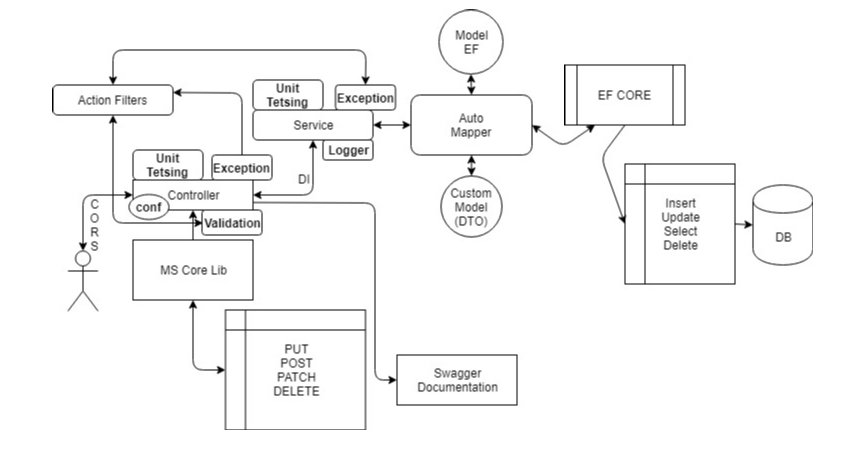 Model
EF
Action Filters
Unit
Tetsing
Exception
Service
Logger
Auto
Mapper
EF CORE
Unit
Tetsing
Exception
DI
Controller
conf
Validation
C
O
R
S
Custom
Model
(DTO)
Insert
Update
Select
Delete
DB
MS Core Lib
PUT
POST
PATCH
DELETE
Swagger
Documentation